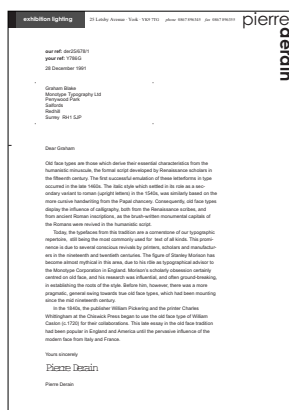 exhibition lighting
23 Leathy Avenue · York · YK9 7TG phone 0867 896345 fax 0867 896359
pierre
derain
our ref: der25/678/1
your ref: Y786G
28 December 1991
Graham Blake
Monotype Typography Ltd
Perrywood Park
Salfords
Redhill
Surrey RH1 5JP
Dear Graham
Old face types are those which derive their essential characteristics from the
humanistic minuscule, the formal script developed by Renaissance scholars in
the fifteenth century. The first successful emulation of these letterforms in type
occurred in the late 1460s. The italic style which settled in its role as a sec-
ondary variant to roman (upright letters) in the 1540s, was similarly based on the
more cursive handwriting from the Papal chancery. Consequently, old face types
display the influence of calligraphy, both from the Renaissance scribes, and
from ancient Roman inscriptions, as the brush-written monumental capitals of
the Romans were revived in the humanistic script.
Today, the typefaces from this tradition are a cornerstone of our typographic
repertoire, still being the most commonly used for text of all kinds. This promi-
nence is due to several conscious revivals by printers, scholars and manufactur-
ers in the nineteenth and twentieth centuries. The figure of Stanley Morison has
become almost mythical in this area, due to his rôle as typographical advisor to
the Monotype Corporation in England. Morison's scholarly obsession certainly
centred on old face, and his research was influential, and often ground-breaking,
in establishing the roots of the style. Before him, however, there was a more
pragmatic, general swing towards true old face types, which had been mounting
since the mid nineteenth century.
In the 1840s, the publisher William Pickering and the printer Charles
Whittingham at the Chiswick Press began to use the old face type of William
Caslon (c.1720) for their collaborations. This late essay in the old face tradition
had been popular in England and America until the pervasive influence of the
modern face from Italy and France.
Yours sincerely
Pierre Derain
Pierre Derain